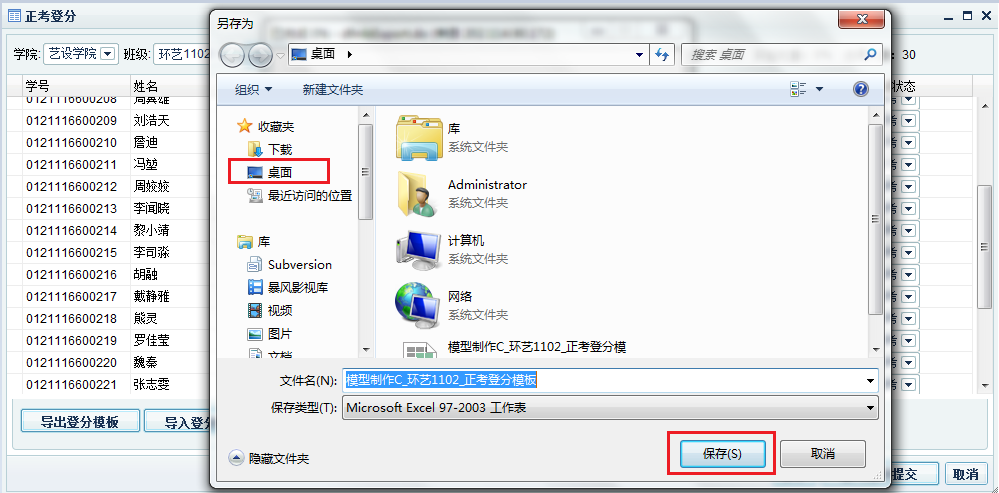 正考登分
学院: 艺设学院 班级: 环艺1102
: 30
学号 姓名 状态
0121116600208 周冀雄
0121116600209 刘浩天
0121116600210 詹迪
0121116600211 冯堃
0121116600212 周姣姣
0121116600213 李闻晓
0121116600214 黎小靖
0121116600215 李司淼
0121116600216 胡融
0121116600217 戴静雅
0121116600218 熊灵
0121116600219 罗佳莹
0121116600220 魏秦
0121116600221 张志雯
导出登分模板 导入登分
提交 取消
另存为
桌面
搜索 桌面
组织 新建文件夹
收藏夹
下载
桌面
最近访问的位置
库
Subversion
暴风影视库
视频
图片
文档
库
系统文件夹
Administrator
系统文件夹
计算机
系统文件夹
网络
系统文件夹
模型制作C_环艺1102_正考登分模
文件名(N): 模型制作C_环艺1102_正考登分模板
保存类型(T): Microsoft Excel 97-2003 工作表
隐藏文件夹
保存(S) 取消